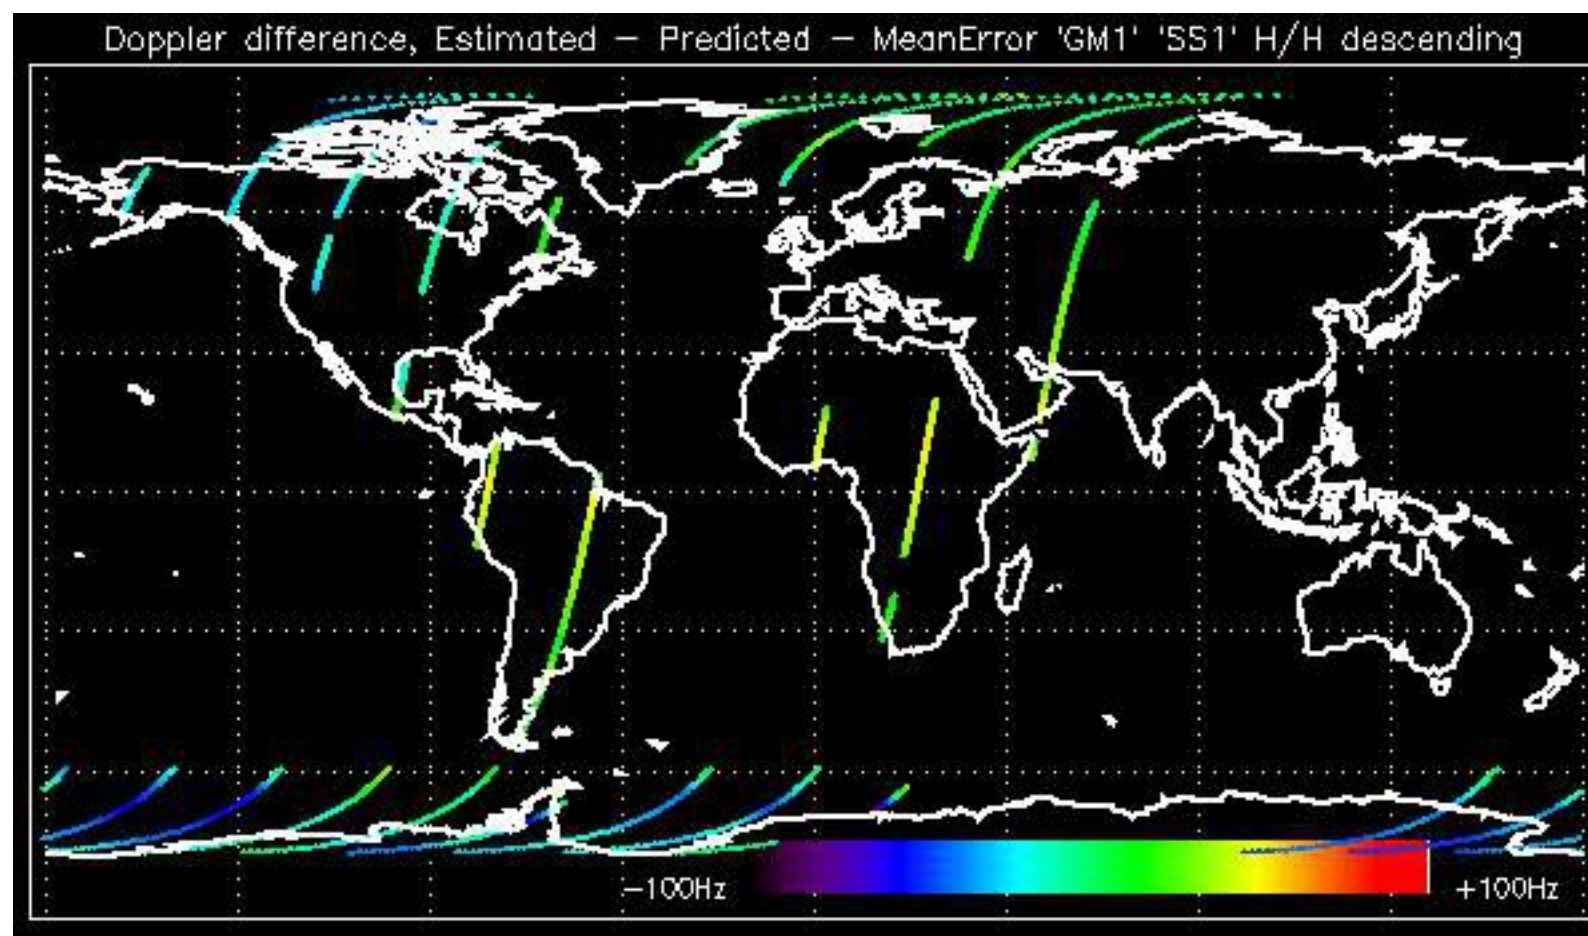 Doppler difference, Estimated — Predicted — MeanError 'GM1' 'SS1' H/H descending
−100Hz
+100Hz